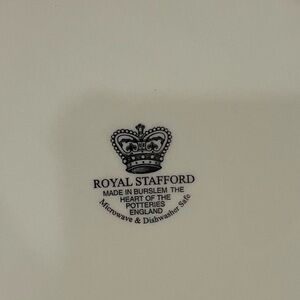 ROYAL STAFFORD
MADE IN BURSLEM THE
HEART OF THE
POTTERIES
ENGLAND
Microwave & Dishwasher Safe